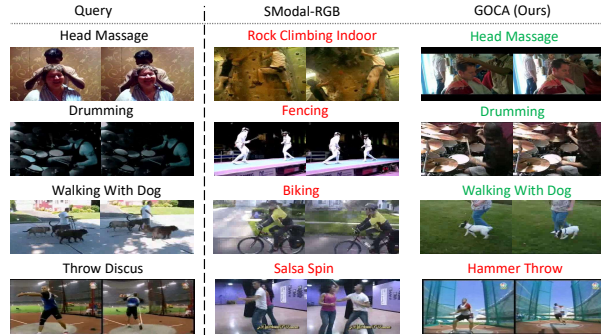 Query SModal-RGB GOCA (Ours)
Head Massage Rock Climbing Indoor Head Massage
Drumming Fencing Drumming
Walking With Dog Biking Walking With Dog
Throw Discus Salsa Spin Hammer Throw